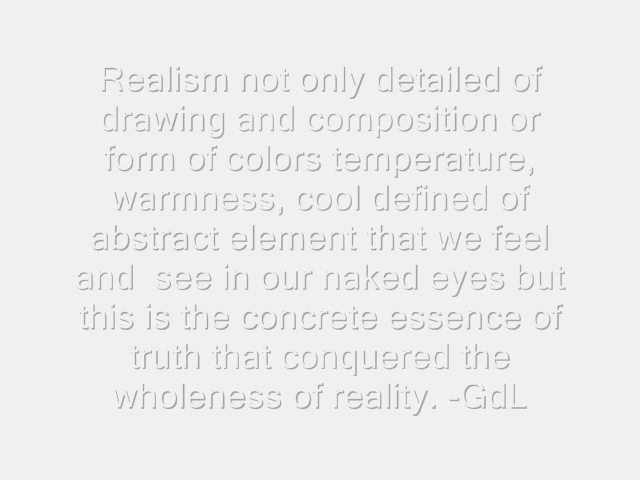 Realism not only detailed of
drawing and composition or
form of colors temperature,
warmness, cool defined of
abstract element that we feel
and  see in our naked eyes but
this is the concrete essence of
truth that conquered the
wholeness of reality. -GdL